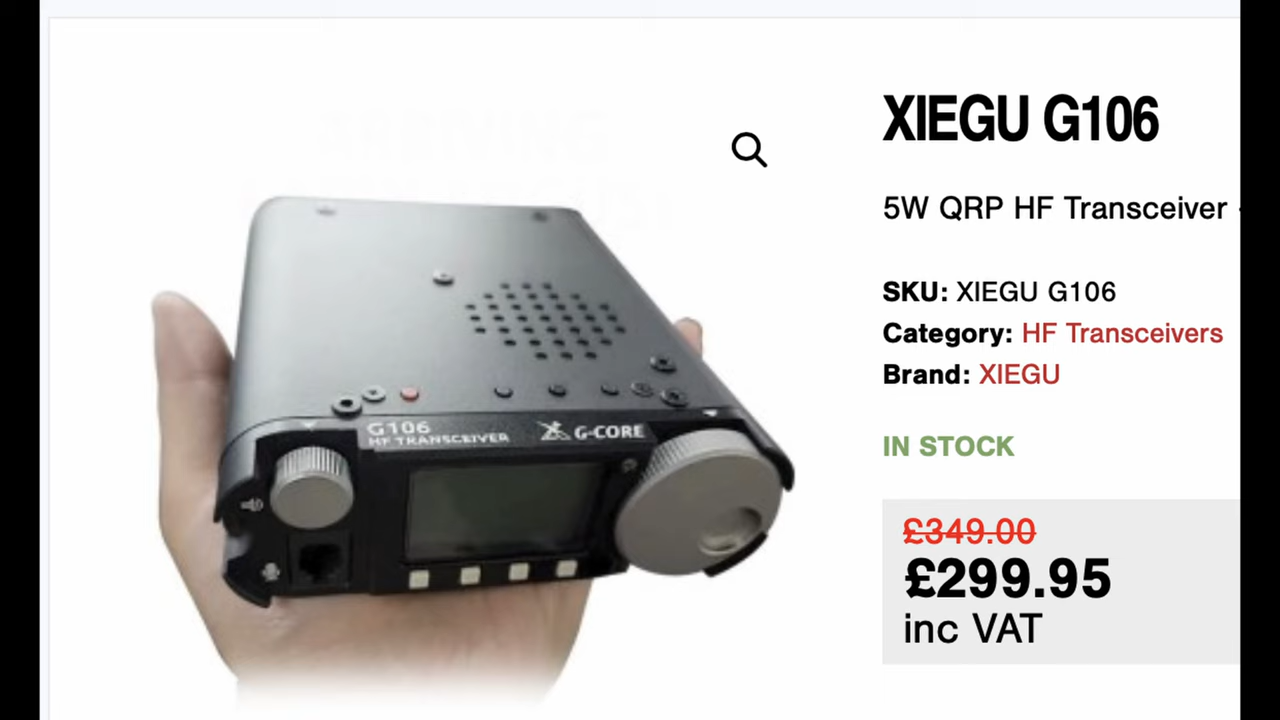 XIEGU G106
5W QRP HF Transceiver
SKU: XIEGU G106
Category: HF Transceivers
Brand: XIEGU
IN STOCK
£349.00
£299.95
inc VAT
G106
HF TRANSCEIVER
G-CORE